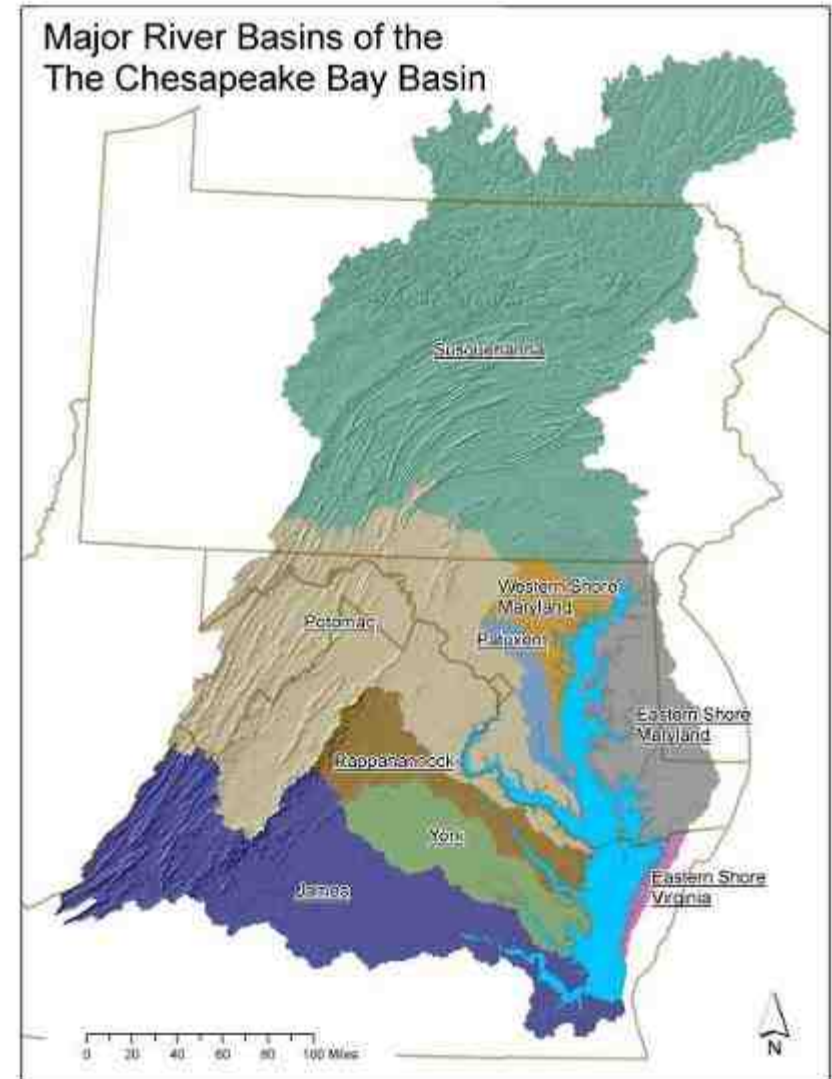 Major River Basins of the
The Chesapeake Bay Basin
Susquehanna
Western Shore
Maryland
Potomac
Patuxent
Eastern Shore
Maryland
Rappahannock
York
Eastern Shore
Virginia
James
0 20 40 60 80 100 Miles
N